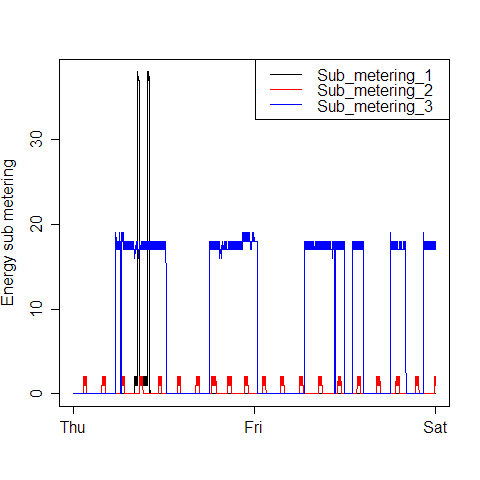 Sub_metering_1
Sub_metering_2
Sub_metering_3
Energy sub metering
30
20
10
0
Thu Fri Sat